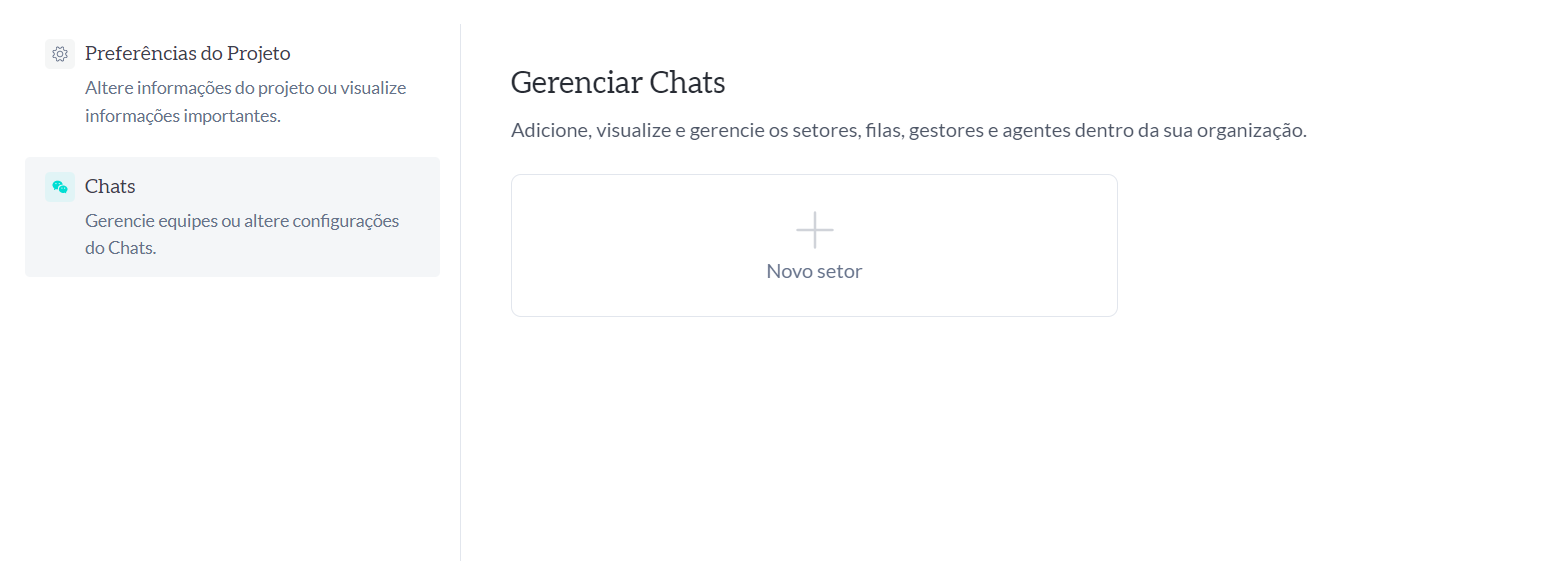 Preferências do Projeto
Altere informações do projeto ou visualize
informações importantes.
Chats
Gerencie equipes ou altere configurações
do Chats.
Gerenciar Chats
Adicione, visualize e gerencie os setores, filas, gestores e agentes dentro da sua organização.
Novo setor